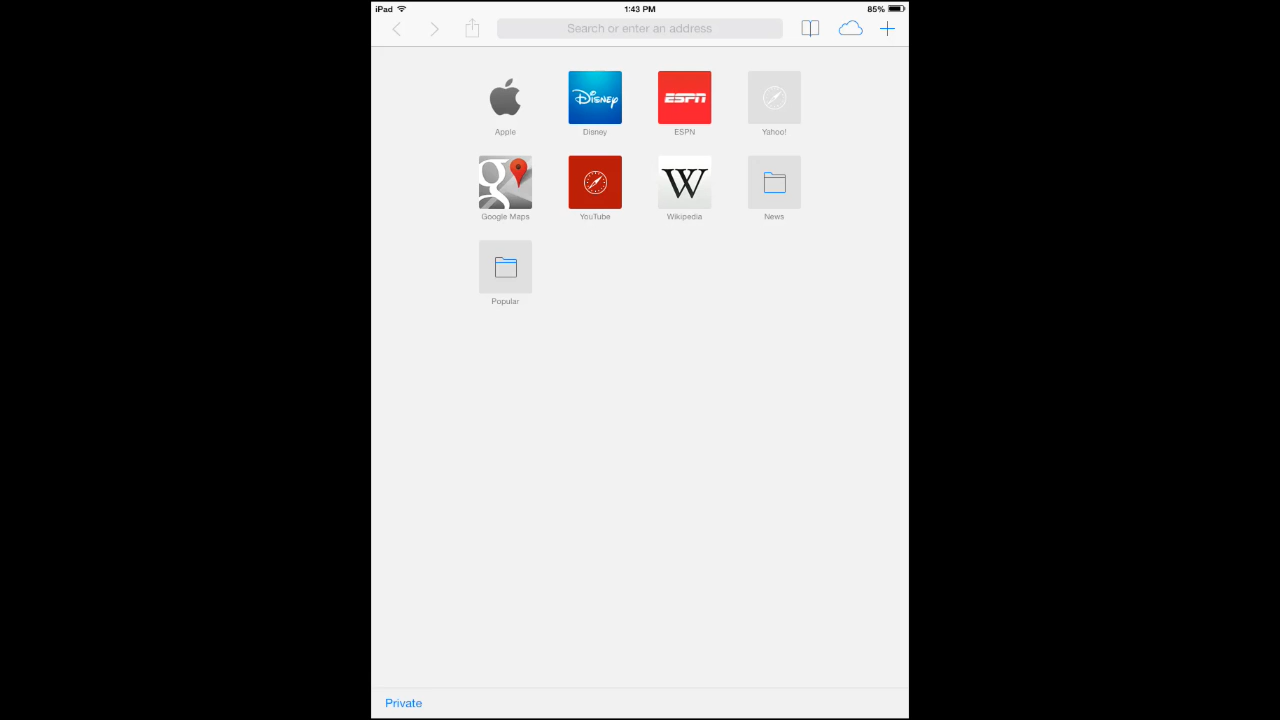 iPad 1:43 PM 85%
Search or enter an address
Disney ESPN
Apple Disney ESPN Yahoo!
g W
Google Maps YouTube Wikipedia News
Popular
Private